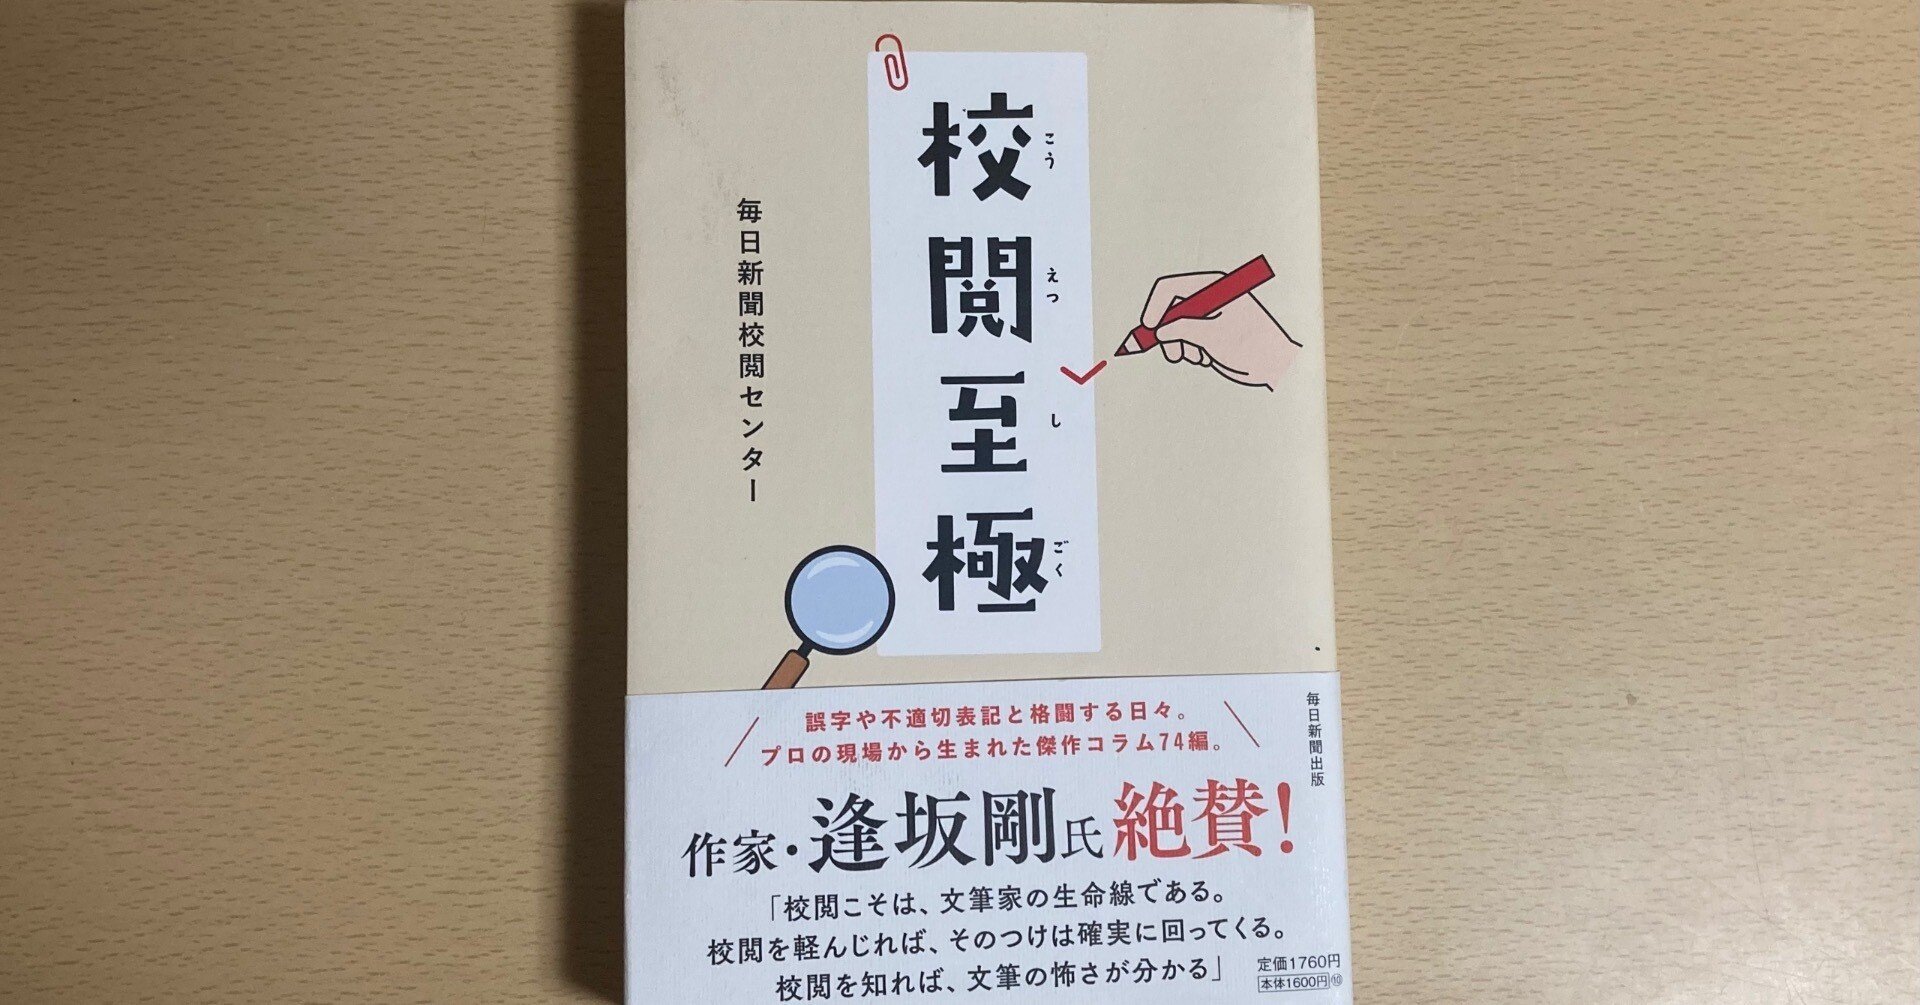 校閲至極
こうえつしごく
毎日新聞校閲センター
誤字や不適切表記と格闘する日々。
プロの現場から生まれた傑作コラム74編。
作家・逢坂剛氏絶賛!
「校閲こそは、文筆家の生命線である。
校閲を軽んじれば、そのつけは確実に回ってくる。
校閲を知れば、文筆の怖さが分かる」
毎日新聞出版
定価1760円
本体1600円⑩